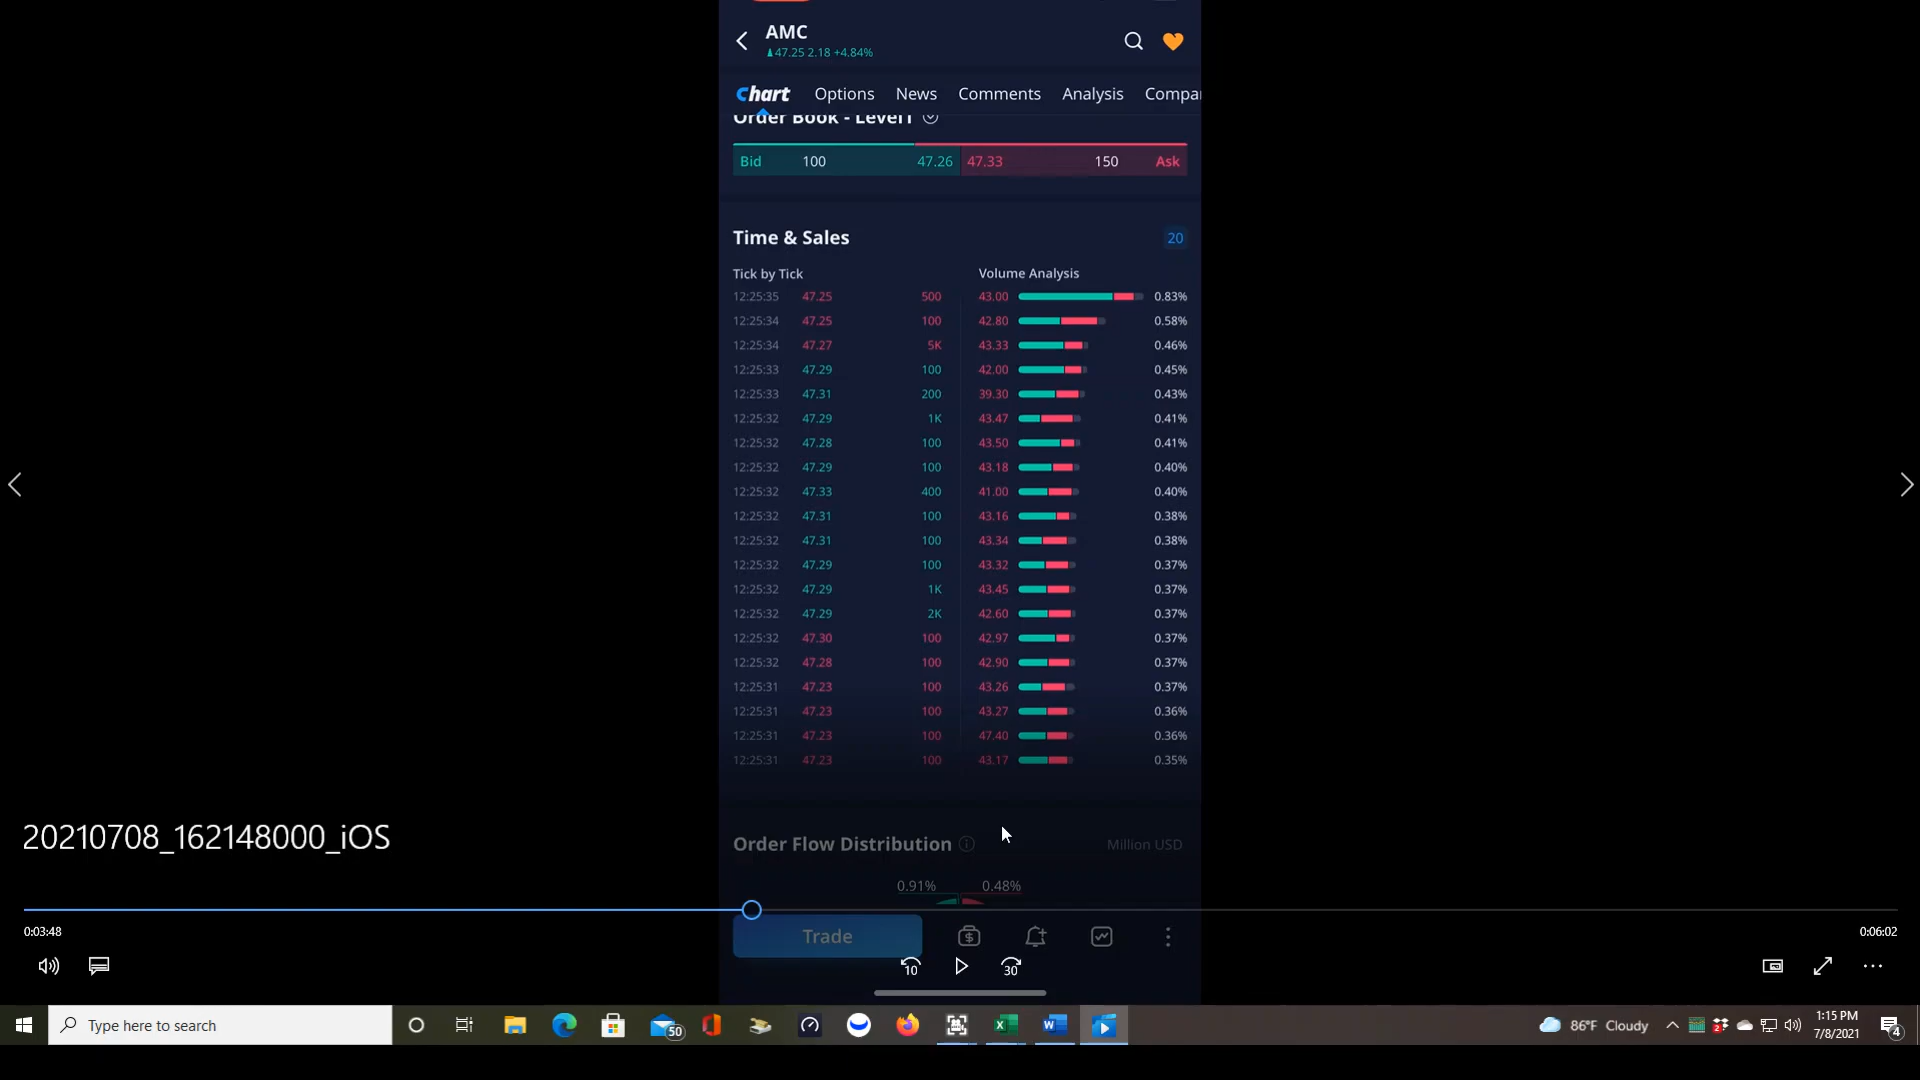 AMC
▲47.25 2.18 +4.84%
Chart Options News Comments Analysis Compa
Order Book - Level1
Bid 100 47.26 47.33 150 Ask
Time & Sales 20
Tick by Tick Volume Analysis
12:25:35 47.25 500 43.00 0.83%
12:25:34 47.25 100 42.80 0.58%
12:25:34 47.27 5K 43.33 0.46%
12:25:33 47.29 100 42.00 0.45%
12:25:33 47.31 200 39.30 0.43%
12:25:32 47.29 1K 43.47 0.41%
12:25:32 47.28 100 43.50 0.41%
12:25:32 47.29 100 43.18 0.40%
12:25:32 47.33 400 41.00 0.40%
12:25:32 47.31 100 43.16 0.38%
12:25:32 47.31 100 43.34 0.38%
12:25:32 47.29 100 43.32 0.37%
12:25:32 47.29 1K 43.45 0.37%
12:25:32 47.29 2K 42.60 0.37%
12:25:32 47.30 100 42.97 0.37%
12:25:32 47.28 100 42.90 0.37%
12:25:31 47.23 100 43.26 0.37%
12:25:31 47.23 100 43.27 0.36%
12:25:31 47.23 100 47.40 0.36%
12:25:31 47.23 100 43.17 0.35%
20210708_162148000_iOS
Order Flow Distribution Million USD
0.91% 0.48%
0:03:48 0:06:02
Trade
10 30
Type here to search
50
86°F Cloudy
2
1:15 PM
7/8/2021
4